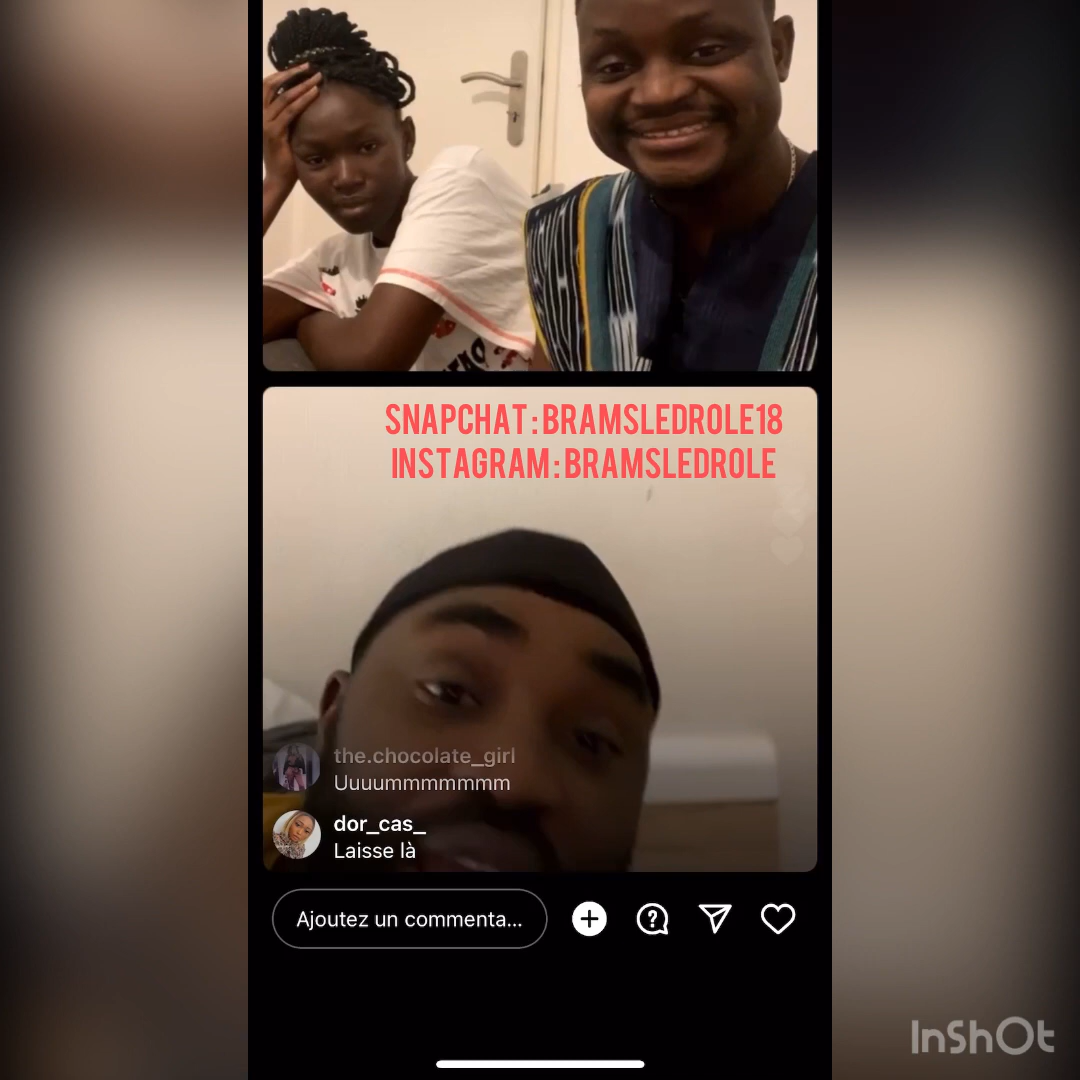 SNAPCHAT : BRAMSLEDROLE18
INSTAGRAM : BRAMSLEDROLE
the.chocolate_girl
Uuuummmmmmm
dor_cas_
Laisse là
Ajoutez un commenta...
InShOt